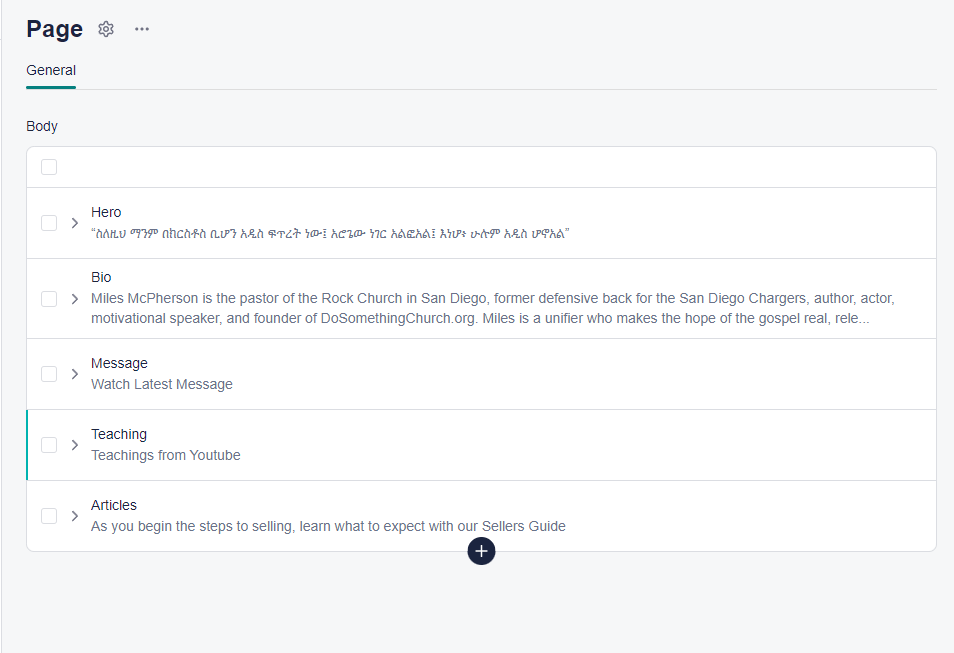 Page
General
Body
Hero
“ስለዚህ ማንም በክርስቶስ ቢሆን አዲስ ፍጥረት ነው፤ አሮጌው ነገር አልፎአል፤ እነሆ፥ ሁሉም አዲስ ሆኖአል”
Bio
Miles McPherson is the pastor of the Rock Church in San Diego, former defensive back for the San Diego Chargers, author, actor,
motivational speaker, and founder of DoSomethingChurch.org. Miles is a unifier who makes the hope of the gospel real, rele...
Message
Watch Latest Message
Teaching
Teachings from Youtube
Articles
As you begin the steps to selling, learn what to expect with our Sellers Guide